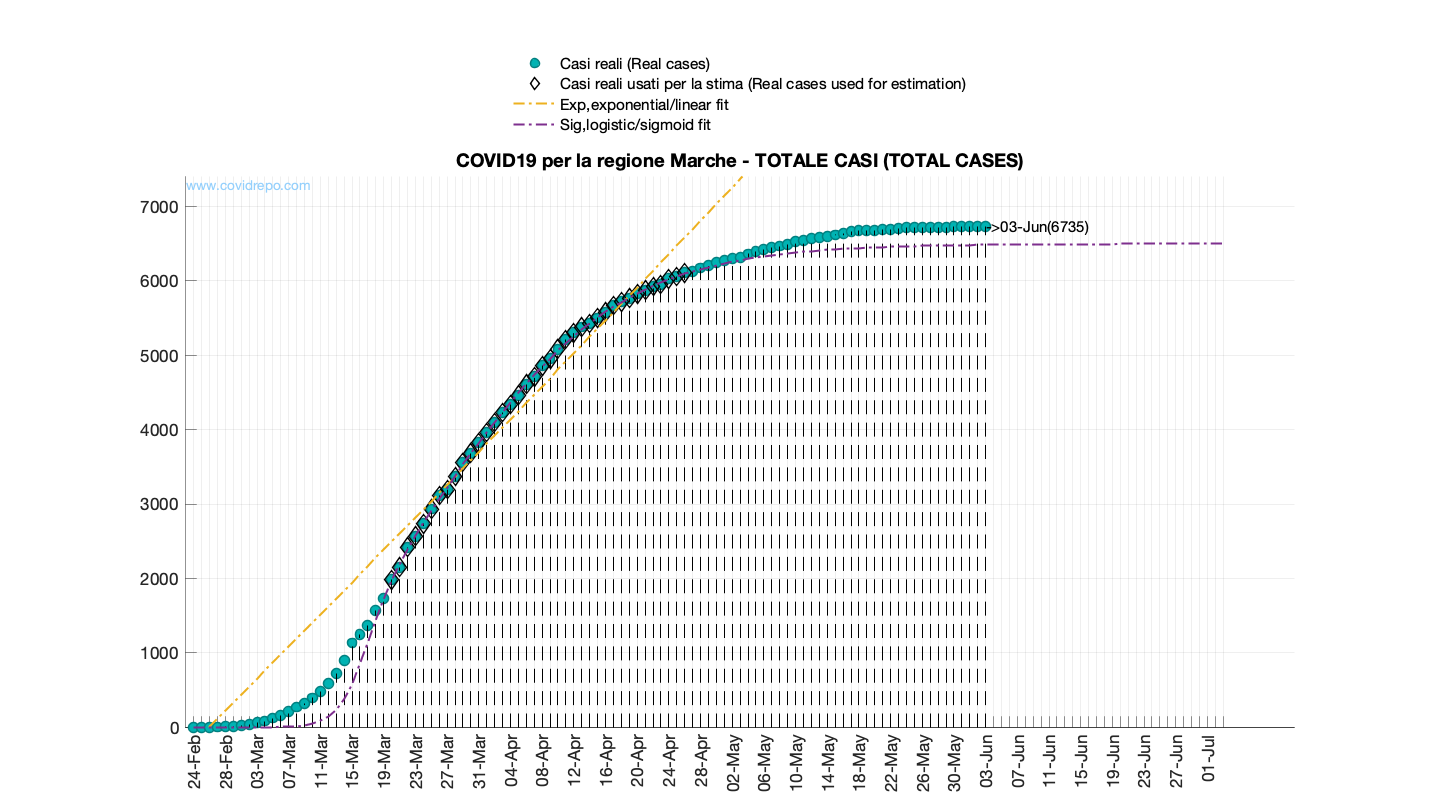 Casi reali (Real cases)
Casi reali usati per la stima (Real cases used for estimation)
Exp,exponential/linear fit
Sig,logistic/sigmoid fit
COVID19 per la regione Marche - TOTALE CASI (TOTAL CASES)
www.covidrepo.com
7000
6000
5000
4000
3000
2000
1000
0
>03-Jun(6735)
24-Feb
28-Feb
03-Mar
07-Mar
11-Mar
15-Mar
19-Mar
23-Mar
27-Mar
31-Mar
04-Apr
08-Apr
12-Apr
16-Apr
20-Apr
24-Apr
28-Apr
02-May
06-May
10-May
14-May
18-May
22-May
26-May
30-May
03-Jun
07-Jun
11-Jun
15-Jun
19-Jun
23-Jun
27-Jun
01-Jul